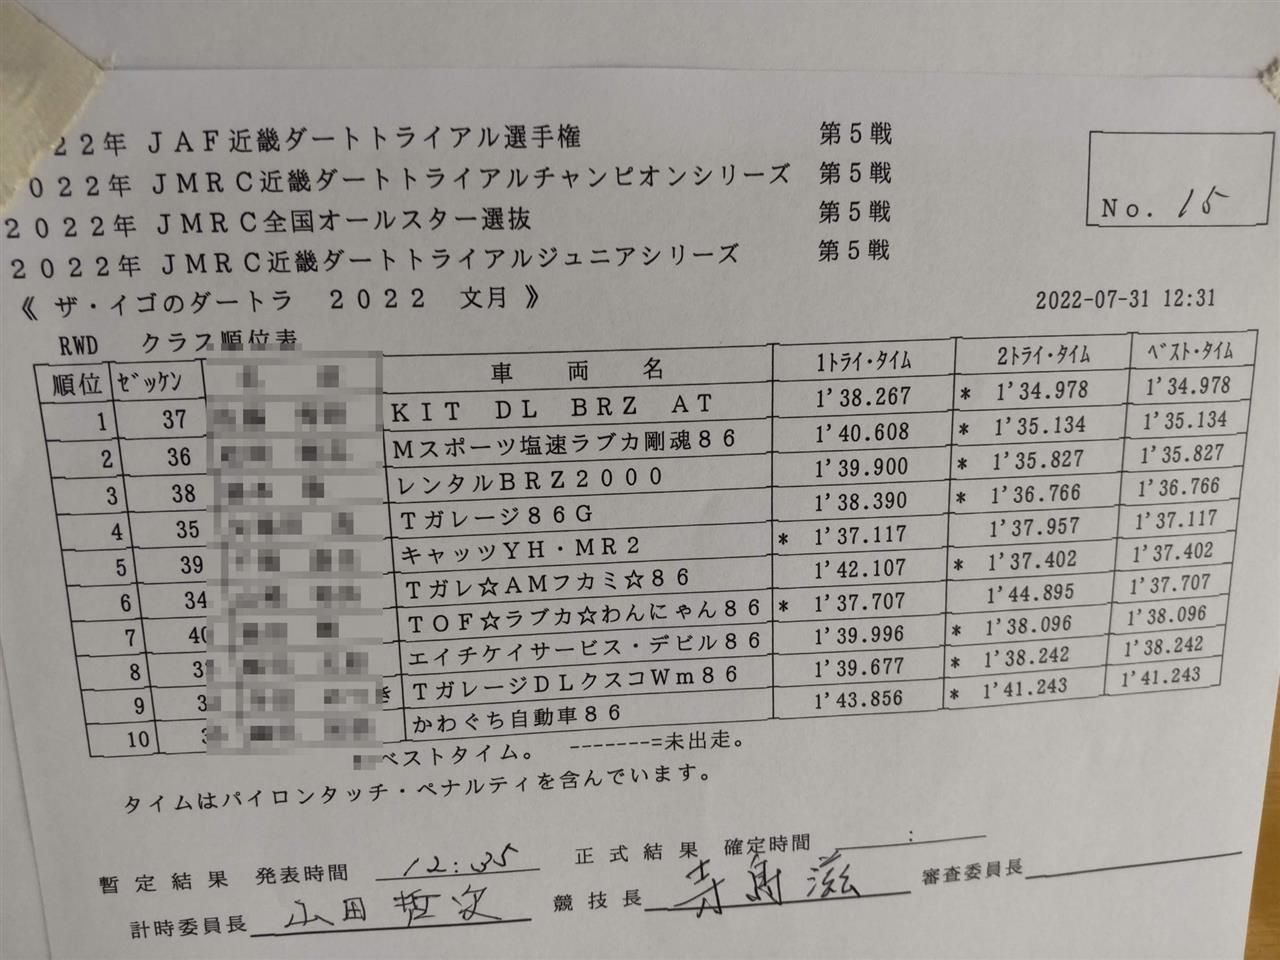 22年 ＪＡＦ近畿ダートトライアル選手権 第５戦
０２２年 ＪＭＲＣ近畿ダートトライアルチャンピオンシリーズ 第５戦
２０２２年 ＪＭＲＣ全国オールスター選抜 第５戦
２０２２年 ＪＭＲＣ近畿ダートトライアルジュニアシリーズ 第５戦
Ｎｏ. 15
《 ザ・イゴのダートラ ２０２２ 文月 》 2022-07-31 12:31
RWD クラス順位表
順位 ｾﾞｯｹﾝ 車 両 名 1ﾄﾗｲ・ﾀｲﾑ 2ﾄﾗｲ・ﾀｲﾑ ﾍﾞｽﾄ・ﾀｲﾑ
1 37 ＫＩＴ ＤＬ ＢＲＺ ＡＴ 1'38.267 * 1'34.978 1'34.978
2 36 Ｍスポーツ塩速ラブカ剛魂８６ 1'40.608 * 1'35.134 1'35.134
3 38 レンタルＢＲＺ２０００ 1'39.900 * 1'35.827 1'35.827
4 35 Ｔガレージ８６Ｇ 1'38.390 * 1'36.766 1'36.766
5 39 キャッツＹＨ・ＭＲ２ * 1'37.117 1'37.957 1'37.117
6 34 Ｔガレ☆ＡＭフカミ☆８６ 1'42.107 * 1'37.402 1'37.402
7 40 ＴＯＦ☆ラブカ☆わんにゃん８６ * 1'37.707 1'44.895 1'37.707
8 3 エイチケイサービス・デビル８６ 1'39.996 * 1'38.096 1'38.096
9 3 き ＴガレージＤＬクスコＷｍ８６ 1'39.677 * 1'38.242 1'38.242
10 3 かわぐち自動車８６ 1'43.856 * 1'41.243 1'41.243
ベストタイム。 -------=未出走。
タイムはパイロンタッチ・ペナルティを含んでいます。
暫定結果 発表時間 12:35 正式結果 確定時間 :
計時委員長 山田哲次 競技長 寺島滋 審査委員長